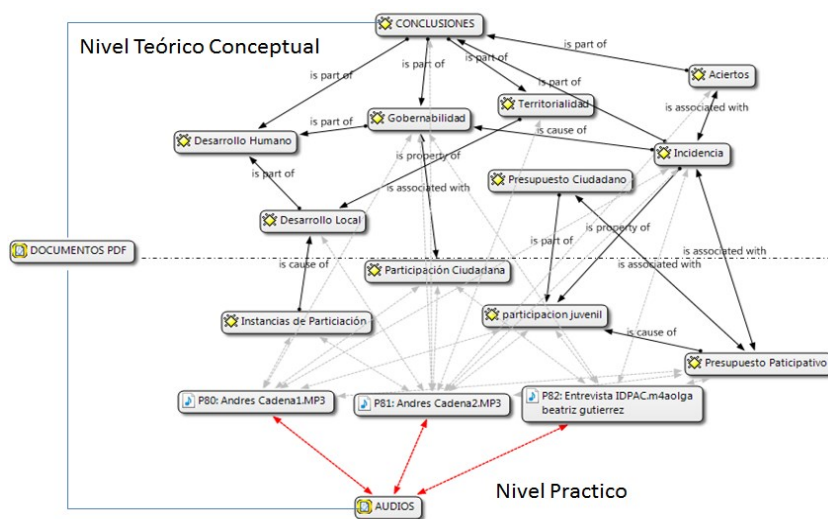 CONCLUSIONES
Nivel Teórico Conceptual
is part of
Aciertos
is part of
is part of
is part of
is part of
is associated with
Territorialidad
is part of
Gobernabilidad
is cause of
Desarrollo Humano
is property of
Incidencia
Presupuesto Ciudadano
is part of
is associated with
Desarrollo Local
is property of
is part of
DOCUMENTOS PDF
is associated with
is cause of
Participación Ciudadana
is associated with
Instancias de Particiación
participacion juvenil
is cause of
Presupuesto Paticipativo
P80: Andres Cadena1.MP3
P81: Andres Cadena2.MP3
P82: Entrevista IDPAC.m4aolga
beatriz gutierrez
Nivel Practico
AUDIOS